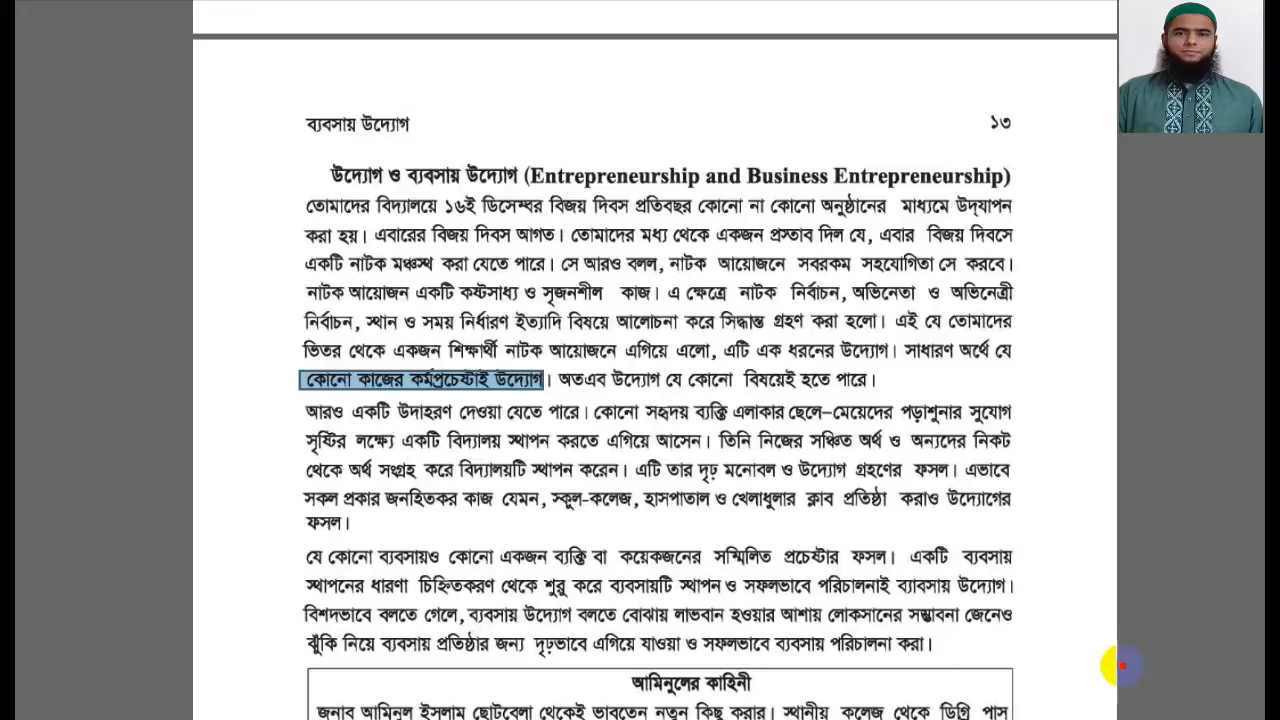 ব্যবসায় উদ্যোগ
১৩
উদ্যোগ ও ব্যবসায় উদ্যোগ (Entrepreneurship and Business Entrepreneurship)
তোমাদের বিদ্যালয়ে ১৬ই ডিসেম্বর বিজয় দিবস প্রতিবছর কোনো না কোনো অনুষ্ঠানের মাধ্যমে উদ্‌যাপন
করা হয়। এবারের বিজয় দিবস আগত। তোমাদের মধ্য থেকে একজন প্রস্তাব দিল যে, এবার বিজয় দিবসে
একটি নাটক মঞ্চস্থ করা যেতে পারে। সে আরও বলল, নাটক আয়োজনে সবরকম সহযোগিতা সে করবে।
নাটক আয়োজন একটি কষ্টসাধ্য ও সৃজনশীল কাজ। এ ক্ষেত্রে নাটক নির্বাচন, অভিনেতা ও অভিনেত্রী
নির্বাচন, স্থান ও সময় নির্ধারণ ইত্যাদি বিষয়ে আলোচনা করে সিদ্ধান্ত গ্রহণ করা হলো। এই যে তোমাদের
ভিতর থেকে একজন শিক্ষার্থী নাটক আয়োজনে এগিয়ে এলো, এটি এক ধরনের উদ্যোগ। সাধারণ অর্থে যে
কোনো কাজের কর্মপ্রচেষ্টাই উদ্যোগ। অতএব উদ্যোগ যে কোনো বিষয়েই হতে পারে।
আরও একটি উদাহরণ দেওয়া যেতে পারে। কোনো সহৃদয় ব্যক্তি এলাকার ছেলে-মেয়েদের পড়াশুনার সুযোগ
সৃষ্টির লক্ষ্যে একটি বিদ্যালয় স্থাপন করতে এগিয়ে আসেন। তিনি নিজের সঞ্চিত অর্থ ও অন্যদের নিকট
থেকে অর্থ সংগ্রহ করে বিদ্যালয়টি স্থাপন করেন। এটি তার দৃঢ় মনোবল ও উদ্যোগ গ্রহণের ফসল। এভাবে
সকল প্রকার জনহিতকর কাজ যেমন, স্কুল-কলেজ, হাসপাতাল ও খেলাধুলার ক্লাব প্রতিষ্ঠা করাও উদ্যোগের
ফসল।
যে কোনো ব্যবসায়ও কোনো একজন ব্যক্তি বা কয়েকজনের সম্মিলিত প্রচেষ্টার ফসল। একটি ব্যবসায়
স্থাপনের ধারণা চিহ্নিতকরণ থেকে শুরু করে ব্যবসায়টি স্থাপন ও সফলভাবে পরিচালনাই ব্যাবসায় উদ্যোগ।
বিশদভাবে বলতে গেলে, ব্যবসায় উদ্যোগ বলতে বোঝায় লাভবান হওয়ার আশায় লোকসানের সম্ভাবনা জেনেও
ঝুঁকি নিয়ে ব্যবসায় প্রতিষ্ঠার জন্য দৃঢ়ভাবে এগিয়ে যাওয়া ও সফলভাবে ব্যবসায় পরিচালনা করা।
আমিনুলের কাহিনী
জনাব আমিনুল ইসলাম ছোটবেলা থেকেই ভাবতেন নতুন কিছু করার। স্থানীয় কলেজ থেকে ডিগ্রি পাস